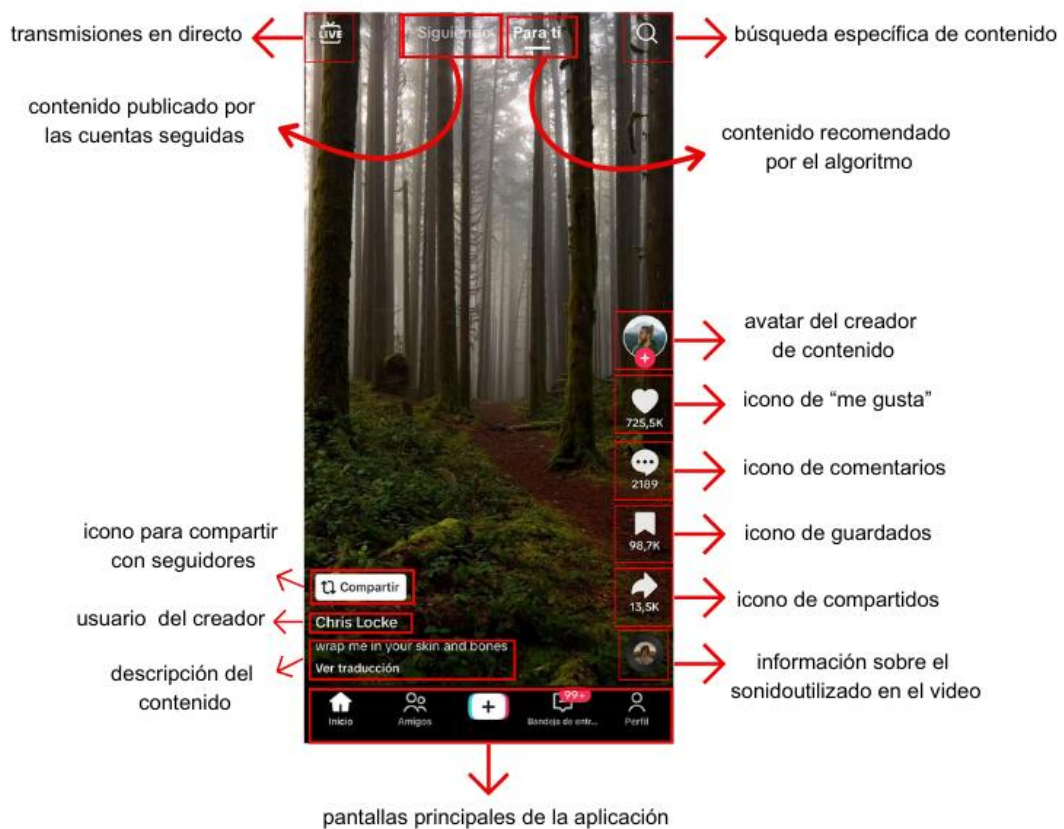 transmisiones en directo
LIVE
Siguiendo
Para ti
búsqueda específica de contenido
contenido publicado por
las cuentas seguidas
contenido recomendado
por el algoritmo
avatar del creador
de contenido
725,5K
icono de “me gusta”
2189
icono de comentarios
98,7K
icono de guardados
13,5K
icono de compartidos
icono para compartir
con seguidores
Compartir
usuario del creador
Chris Locke
descripción del
contenido
wrap me in your skin and bones
Ver traducción
información sobre el
sonidoutilizado en el video
Inicio
Amigos
99+
Bandeja de entr...
Perfil
pantallas principales de la aplicación